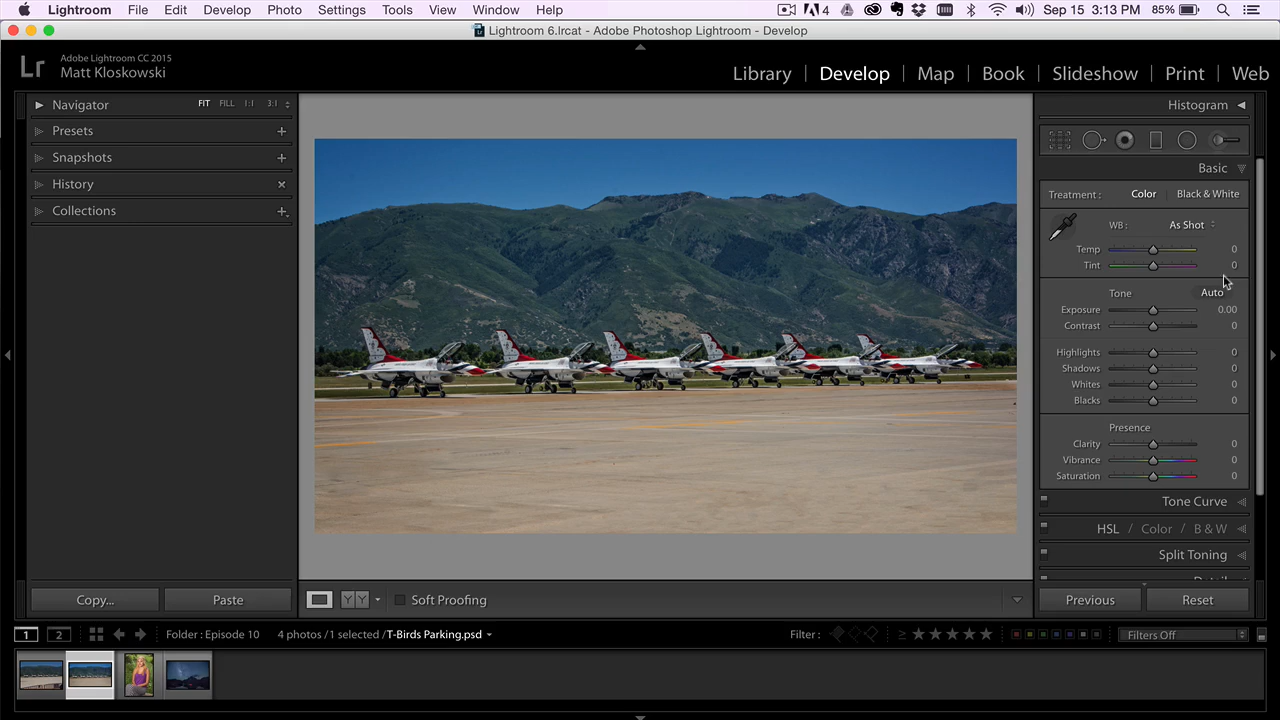 Lightroom File Edit Develop Photo Settings Tools View Window Help 4 Sep 15 3:13 PM 85%
Lightroom 6.lrcat - Adobe Photoshop Lightroom - Develop
Lr Adobe Lightroom CC 2015
Matt Kloskowski
Library Develop Map Book Slideshow Print Web
Navigator FIT FILL 1:1 3:1
Presets
Snapshots
History
Collections
Histogram
Basic
Treatment : Color Black & White
WB : As Shot
Temp 0
Tint 0
Tone Auto
Exposure 0.00
Contrast 0
Highlights 0
Shadows 0
Whites 0
Blacks 0
Presence
Clarity 0
Vibrance 0
Saturation 0
Tone Curve
HSL / Color / B & W
Split Toning
Detail
Copy... Paste
YY Soft Proofing
Previous Reset
1 2 Folder : Episode 10 4 photos / 1 selected / T-Birds Parking.psd Filter : Filters Off